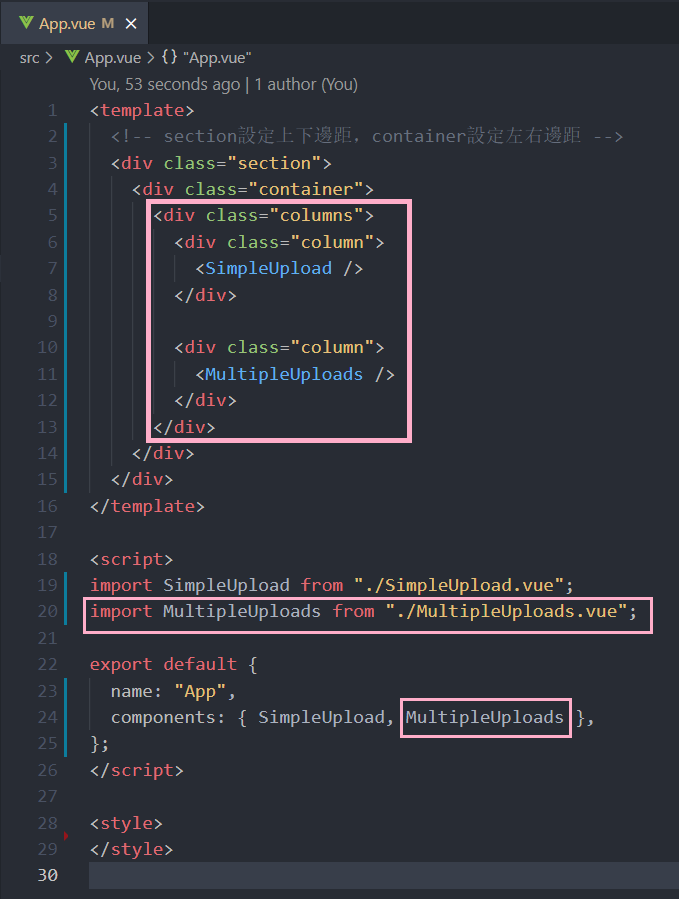 App.vue M ×
src > App.vue > {} "App.vue"
You, 53 seconds ago | 1 author (You)
1 <template>
2 <!-- section設定上下邊距，container設定左右邊距 -->
3 <div class="section">
4 <div class="container">
5 <div class="columns">
6 <div class="column">
7 <SimpleUpload />
8 </div>
9
10 <div class="column">
11 <MultipleUploads />
12 </div>
13 </div>
14 </div>
15 </div>
16 </template>
17
18 <script>
19 import SimpleUpload from "./SimpleUpload.vue";
20 import MultipleUploads from "./MultipleUploads.vue";
21
22 export default {
23 name: "App",
24 components: { SimpleUpload, MultipleUploads },
25 };
26 </script>
27
28 <style>
29 </style>
30